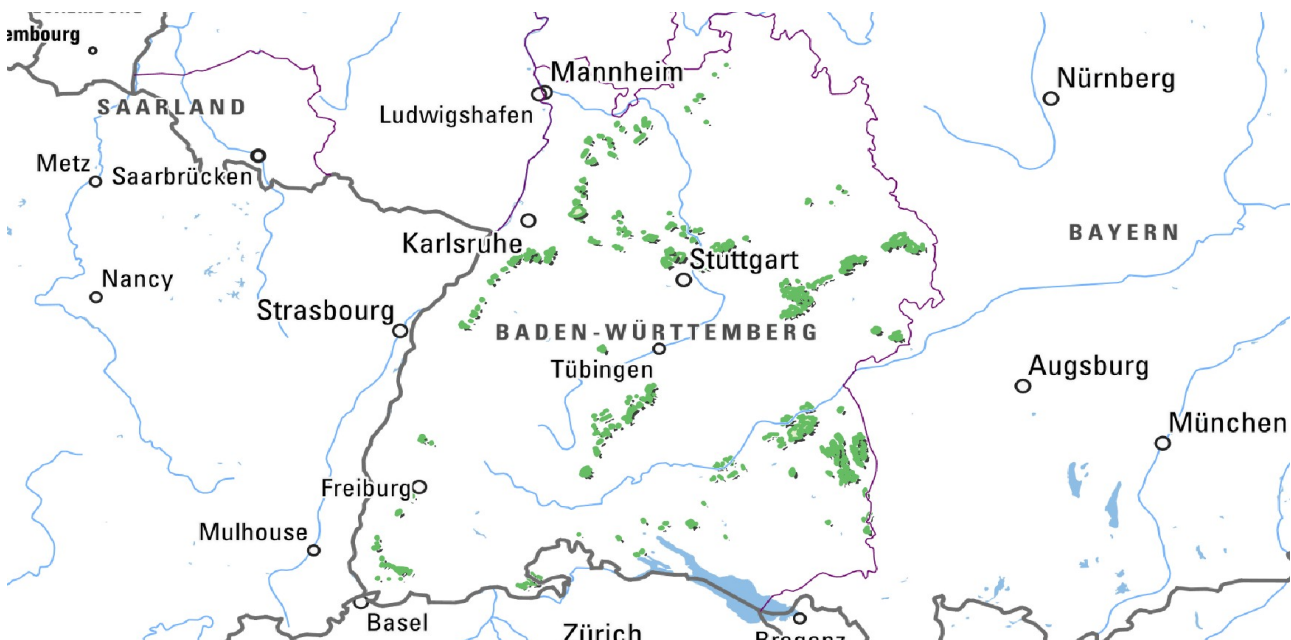 embourg
Mannheim
Nürnberg
SAARLAND
Ludwigshafen
Metz
Saarbrücken
Karlsruhe
BAYERN
Stuttgart
Nancy
Strasbourg
BADEN-WÜRTTEMBERG
Tübingen
Augsburg
München
Freiburg
Mulhouse
Basel
Zürich
Bregenz